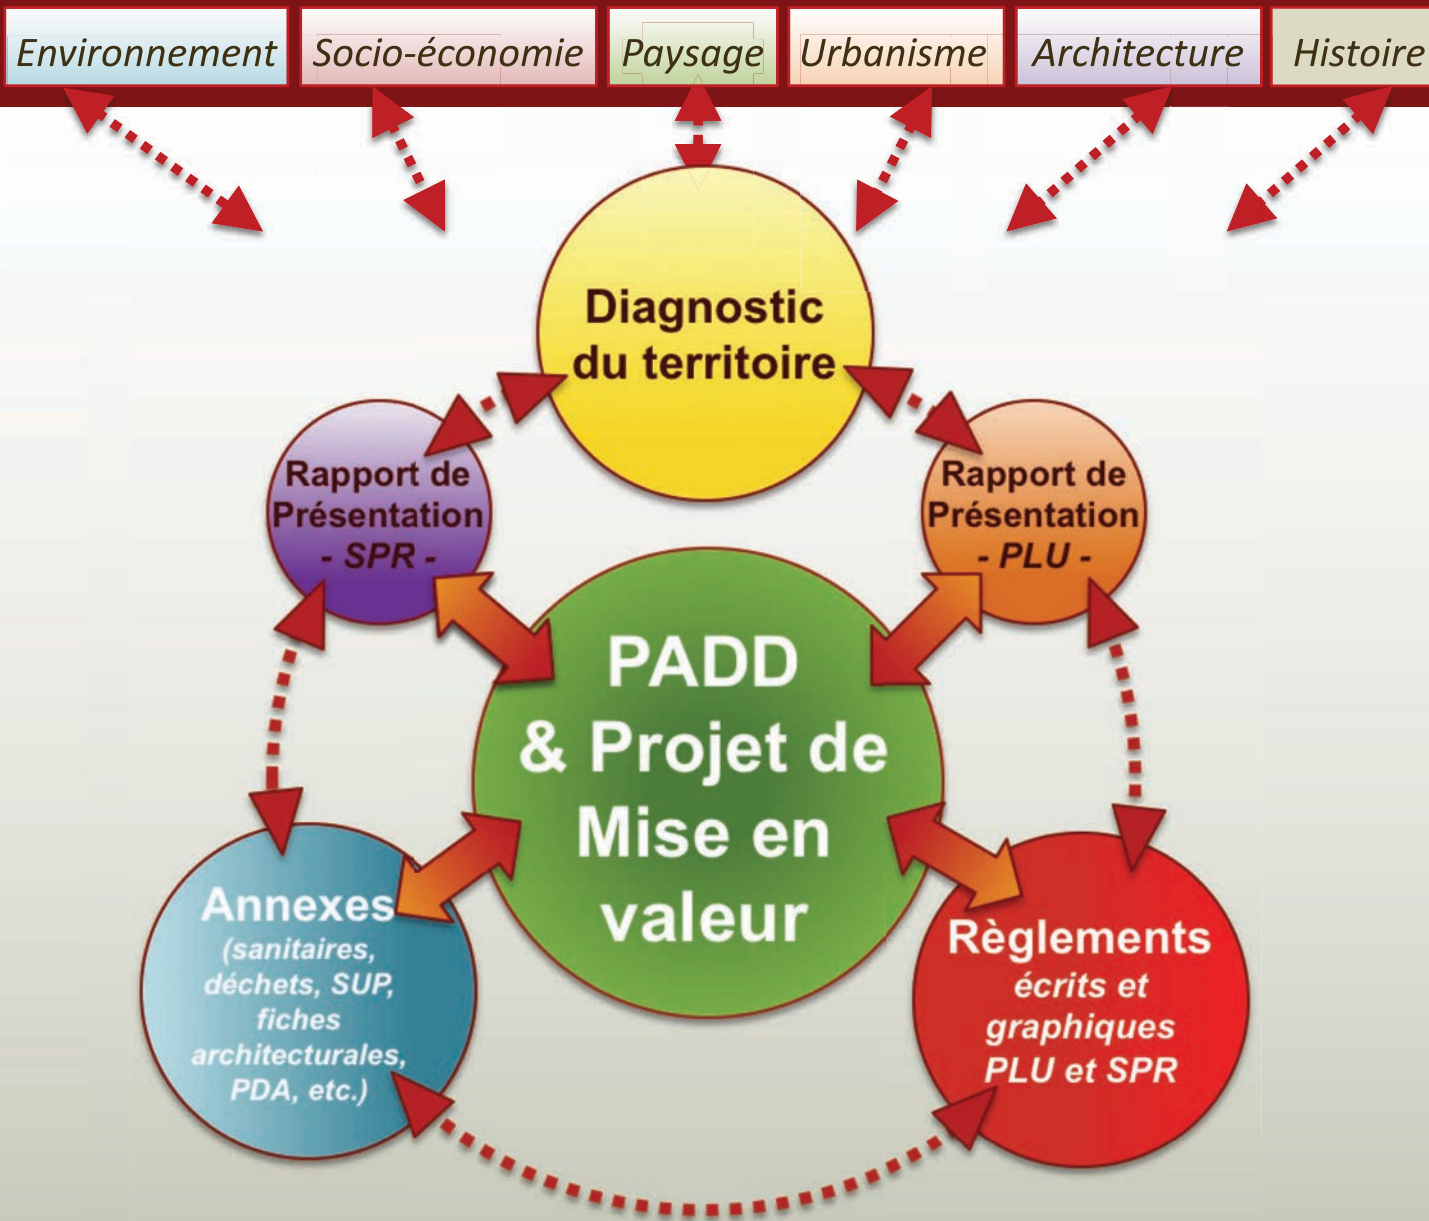 Environnement
Socio-économie
Paysage
Urbanisme
Architecture
Histoire
Diagnostic
du territoire
Rapport de
Présentation
- SPR -
Rapport de
Présentation
- PLU -
PADD
& Projet de
Mise en
valeur
Annexes
(sanitaires,
déchets, SUP,
fiches
architecturales,
PDA, etc.)
Règlements
écrits et
graphiques
PLU et SPR